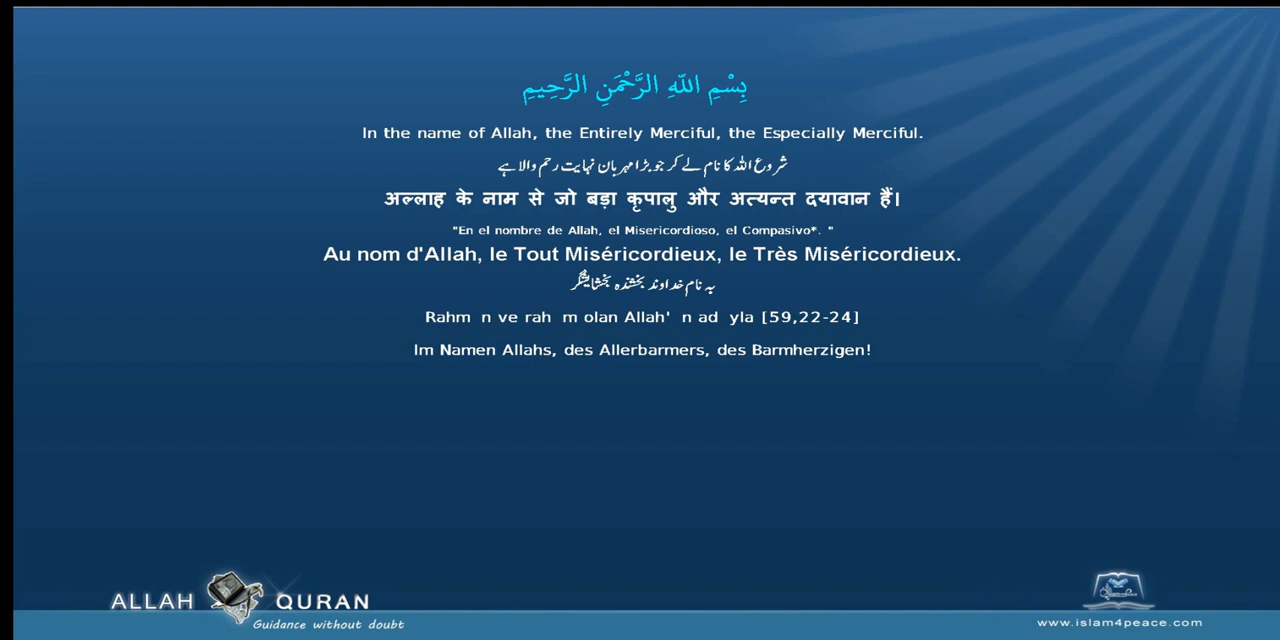 بِسْمِ اللَّهِ الرَّحْمَنِ الرَّحِيمِ
In the name of Allah, the Entirely Merciful, the Especially Merciful.
شروع اللہ کا نام لے کر جو بڑا مہربان نہایت رحم والا ہے
अल्लाह के नाम से जो बड़ा कृपालु और अत्यन्त दयावान हैं।
"En el nombre de Allah, el Misericordioso, el Compasivo*. "
Au nom d'Allah, le Tout Miséricordieux, le Très Miséricordieux.
به نام خداوند بخشنده بخشایشگر
Rahm n ve rah m olan Allah' n ad yla [59,22-24]
Im Namen Allahs, des Allerbarmers, des Barmherzigen!
ALLAH QURAN
Guidance without doubt
www.islam4peace.com